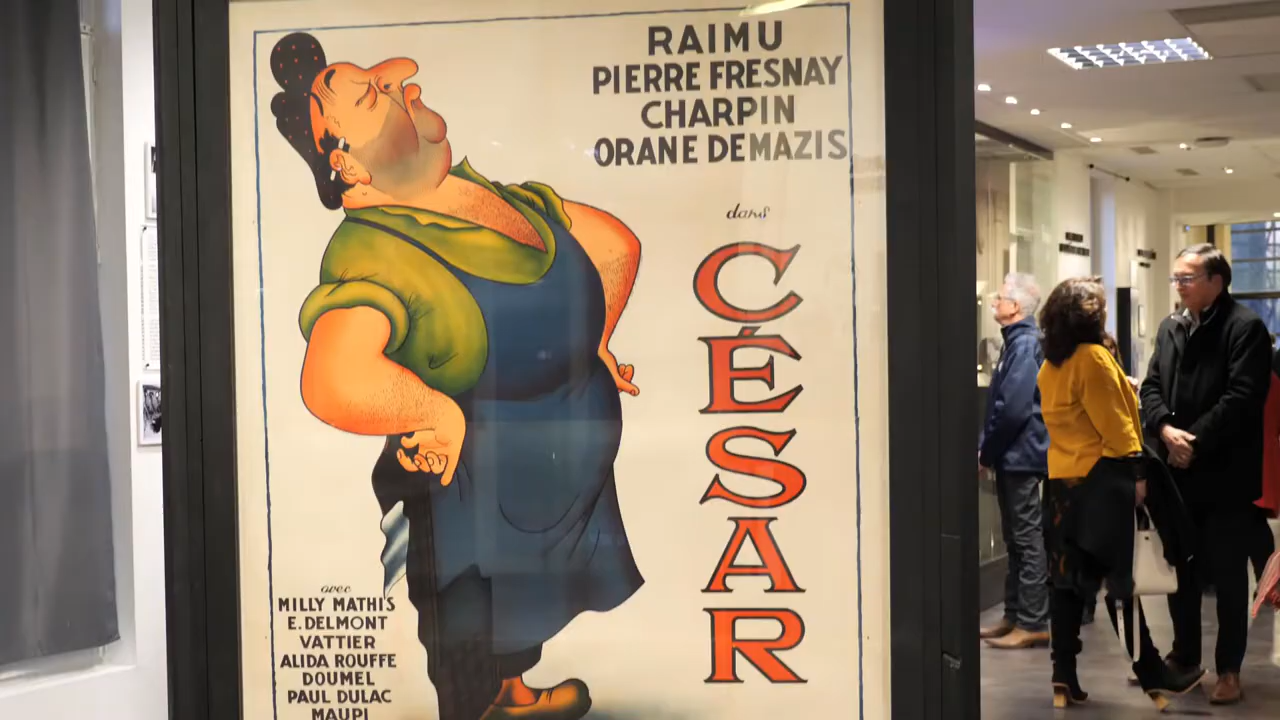 RAIMU
PIERRE FRESNAY
CHARPIN
ORANE DEMAZIS
dans
CÉSAR
avec
MILLY MATHIS
E. DELMONT
VATTIER
ALIDA ROUFFE
DOUMEL
PAUL DULAC
MAUPI